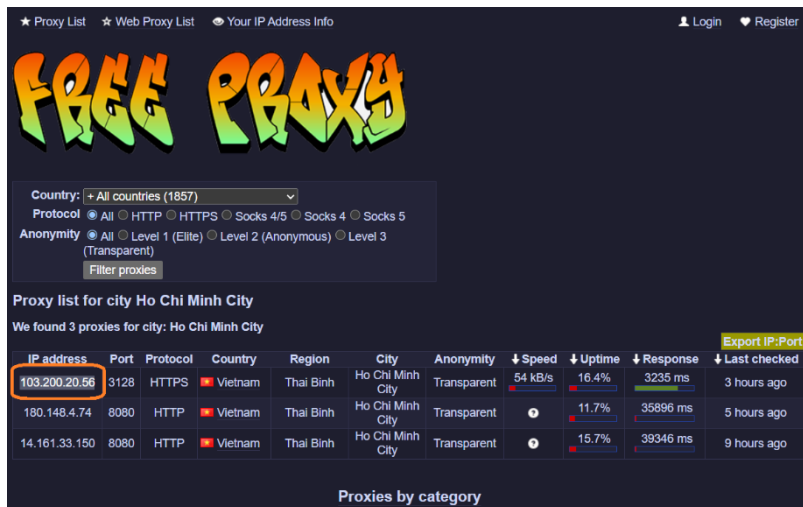 ★ Proxy List ☆ Web Proxy List Your IP Address Info Login ♥ Register
FREE PROXY
Country: + All countries (1857)
Protocol All HTTP HTTPS Socks 4/5 Socks 4 Socks 5
Anonymity All Level 1 (Elite) Level 2 (Anonymous) Level 3
(Transparent)
Filter proxies
Proxy list for city Ho Chi Minh City
We found 3 proxies for city: Ho Chi Minh City
Export IP:Port
IP address Port Protocol Country Region City Anonymity ↓ Speed ↓ Uptime ↓ Response ↓ Last checked
103.200.20.56 3128 HTTPS Vietnam Thai Binh Ho Chi Minh City Transparent 54 kB/s 16.4% 3235 ms 3 hours ago
180.148.4.74 8080 HTTP Vietnam Thai Binh Ho Chi Minh City Transparent ? 11.7% 35896 ms 5 hours ago
14.161.33.150 8080 HTTP Vietnam Thai Binh Ho Chi Minh City Transparent ? 15.7% 39346 ms 9 hours ago
Proxies by category